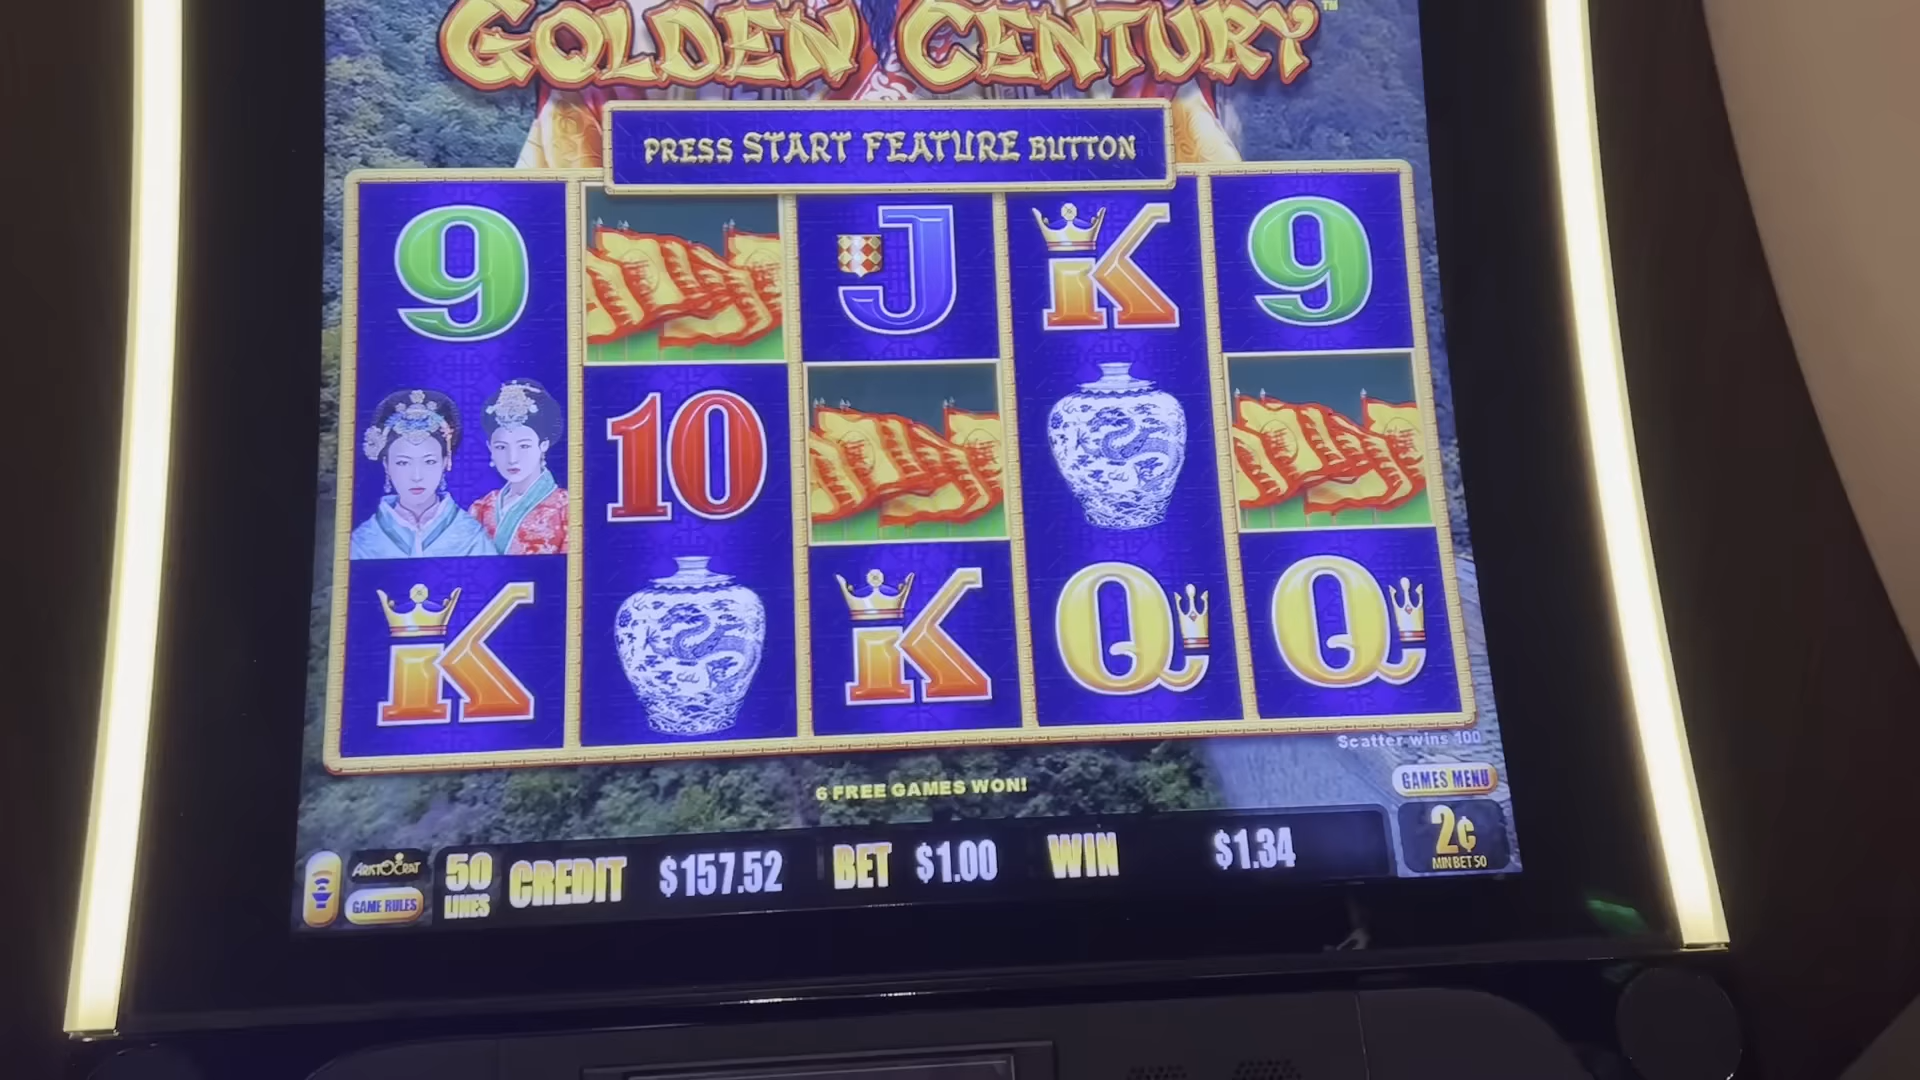 GOLDEN CENTURY™
PRESS START FEATURE BUTTON
9 J K 9
10
K K Q Q
Scatter wins 100
6 FREE GAMES WON!
GAMES MENU
ARISTOCRAT
GAME RULES
50 LINES
CREDIT $157.52 BET $1.00 WIN $1.34
2¢
MIN BET 50